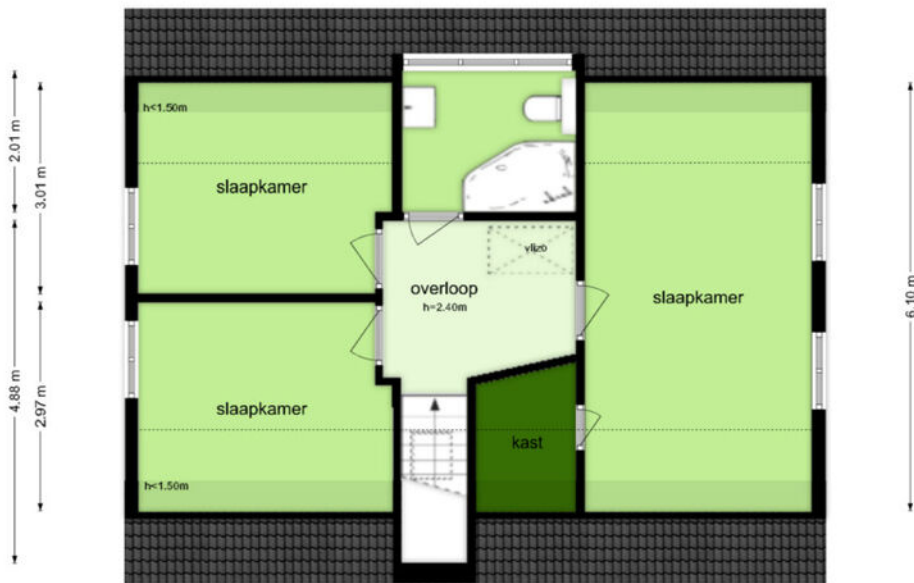 h<1.50m
slaapkamer
2.01 m
3.01 m
vlizo
overloop
h=2.40m
slaapkamer
6.10 m
4.88 m
2.97 m
slaapkamer
kast
h<1.50m